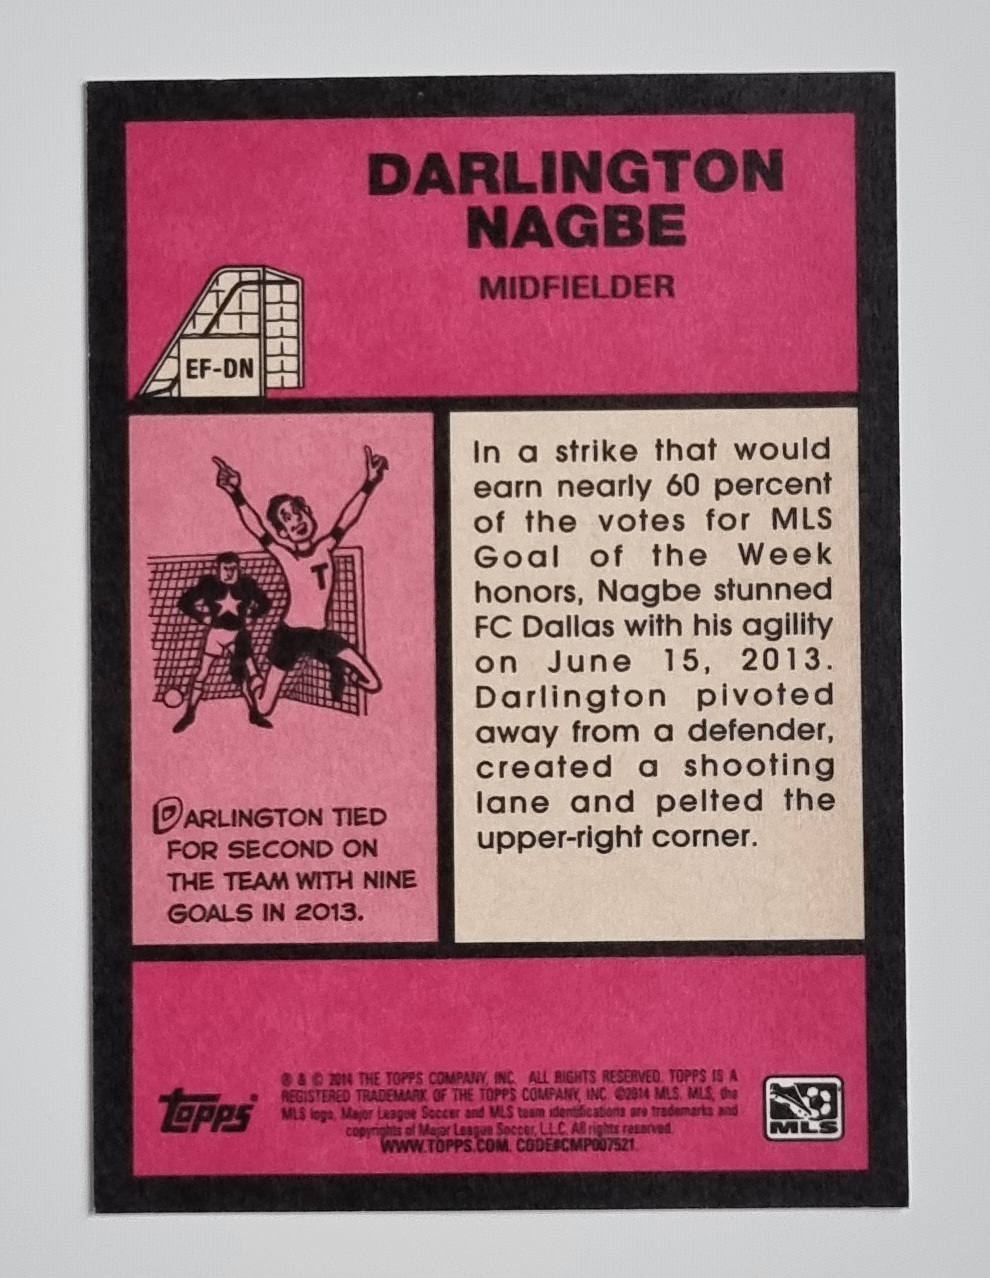 DARLINGTON
NAGBE
MIDFIELDER
EF-DN
T
In a strike that would
earn nearly 60 percent
of the votes for MLS
Goal of the Week
honors, Nagbe stunned
FC Dallas with his agility
on June 15, 2013.
Darlington pivoted
away from a defender,
created a shooting
lane and pelted the
upper-right corner.
DARLINGTON TIED
FOR SECOND ON
THE TEAM WITH NINE
GOALS IN 2013.
Topps
® & © 2014 THE TOPPS COMPANY, INC. ALL RIGHTS RESERVED. TOPPS IS A
REGISTERED TRADEMARK OF THE TOPPS COMPANY, INC. ©2014 MLS. MLS, the
MLS logo, Major League Soccer and MLS team identifications are trademarks and
copyrights of Major League Soccer, L.L.C. All rights reserved.
WWW.TOPPS.COM. CODE#CMP007521.
MLS